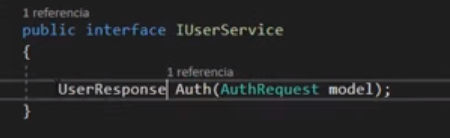 1 referencia
public interface IUserService
{
1 referencia
UserResponse Auth(AuthRequest model);
}